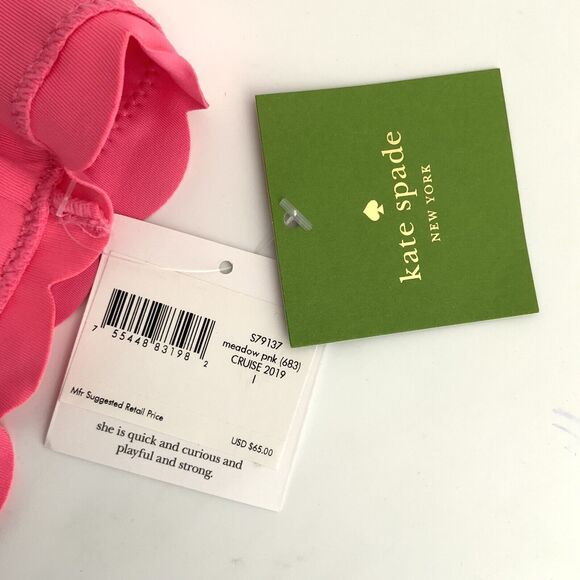 kate spade
NEW YORK
S79137
meadow pnk (683)
CRUISE 2019
I
7 55448 83198 2
Mfr Suggested Retail Price
USD $65.00
she is quick and curious and
playful and strong.